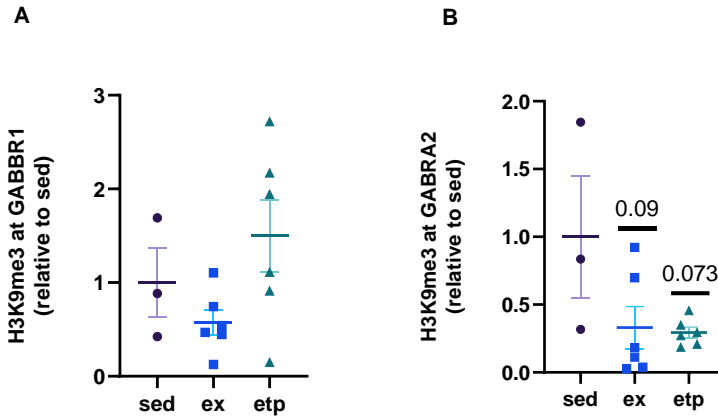 A
H3K9me3 at GABBR1
(relative to sed)
3
2
1
0
sed ex etp
B
H3K9me3 at GABRA2
(relative to sed)
2.0
1.5
1.0
0.5
0.0
0.09
0.073
sed ex etp